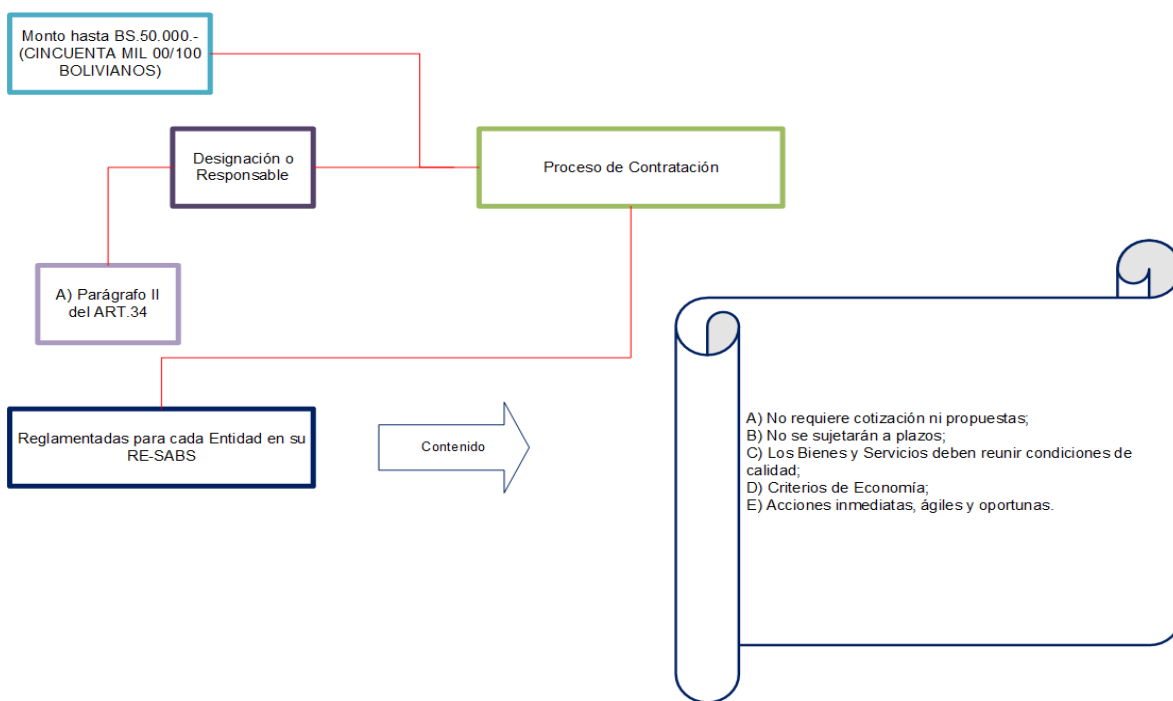 Monto hasta BS.50.000.-
(CINCUENTA MIL 00/100
BOLIVIANOS)
Designación o
Responsable
Proceso de Contratación
A) Parágrafo II
del ART.34
Reglamentadas para cada Entidad en su
RE-SABS
Contenido
A) No requiere cotización ni propuestas;
B) No se sujetarán a plazos;
C) Los Bienes y Servicios deben reunir condiciones de
calidad;
D) Criterios de Economía;
E) Acciones inmediatas, ágiles y oportunas.